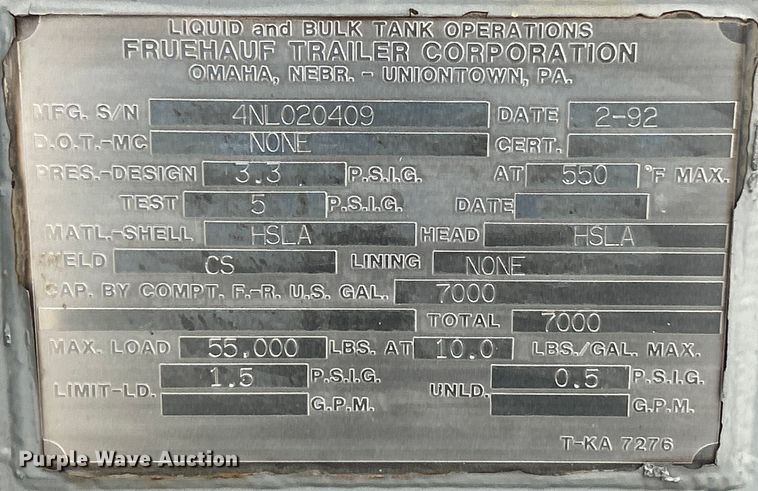 LIQUID and BULK TANK OPERATIONS
FRUEHAUF TRAILER CORPORATION
OMAHA, NEBR. - UNIONTOWN, PA.
MFG. S/N 4NL020409 DATE 2-92
D.O.T.-MC NONE CERT.
PRES.-DESIGN 3.3 P.S.I.G. AT 550 °F MAX.
TEST 5 P.S.I.G. DATE
MATL.-SHELL HSLA HEAD HSLA
WELD CS LINING NONE
CAP. BY COMPT. F.-R. U.S. GAL. 7000
TOTAL 7000
MAX. LOAD 55,000 LBS. AT 10.0 LBS./GAL. MAX.
LIMIT-LD. 1.5 P.S.I.G. UNLD. 0.5 P.S.I.G.
G.P.M. G.P.M.
T-KA 7276
Purple Wave Auction